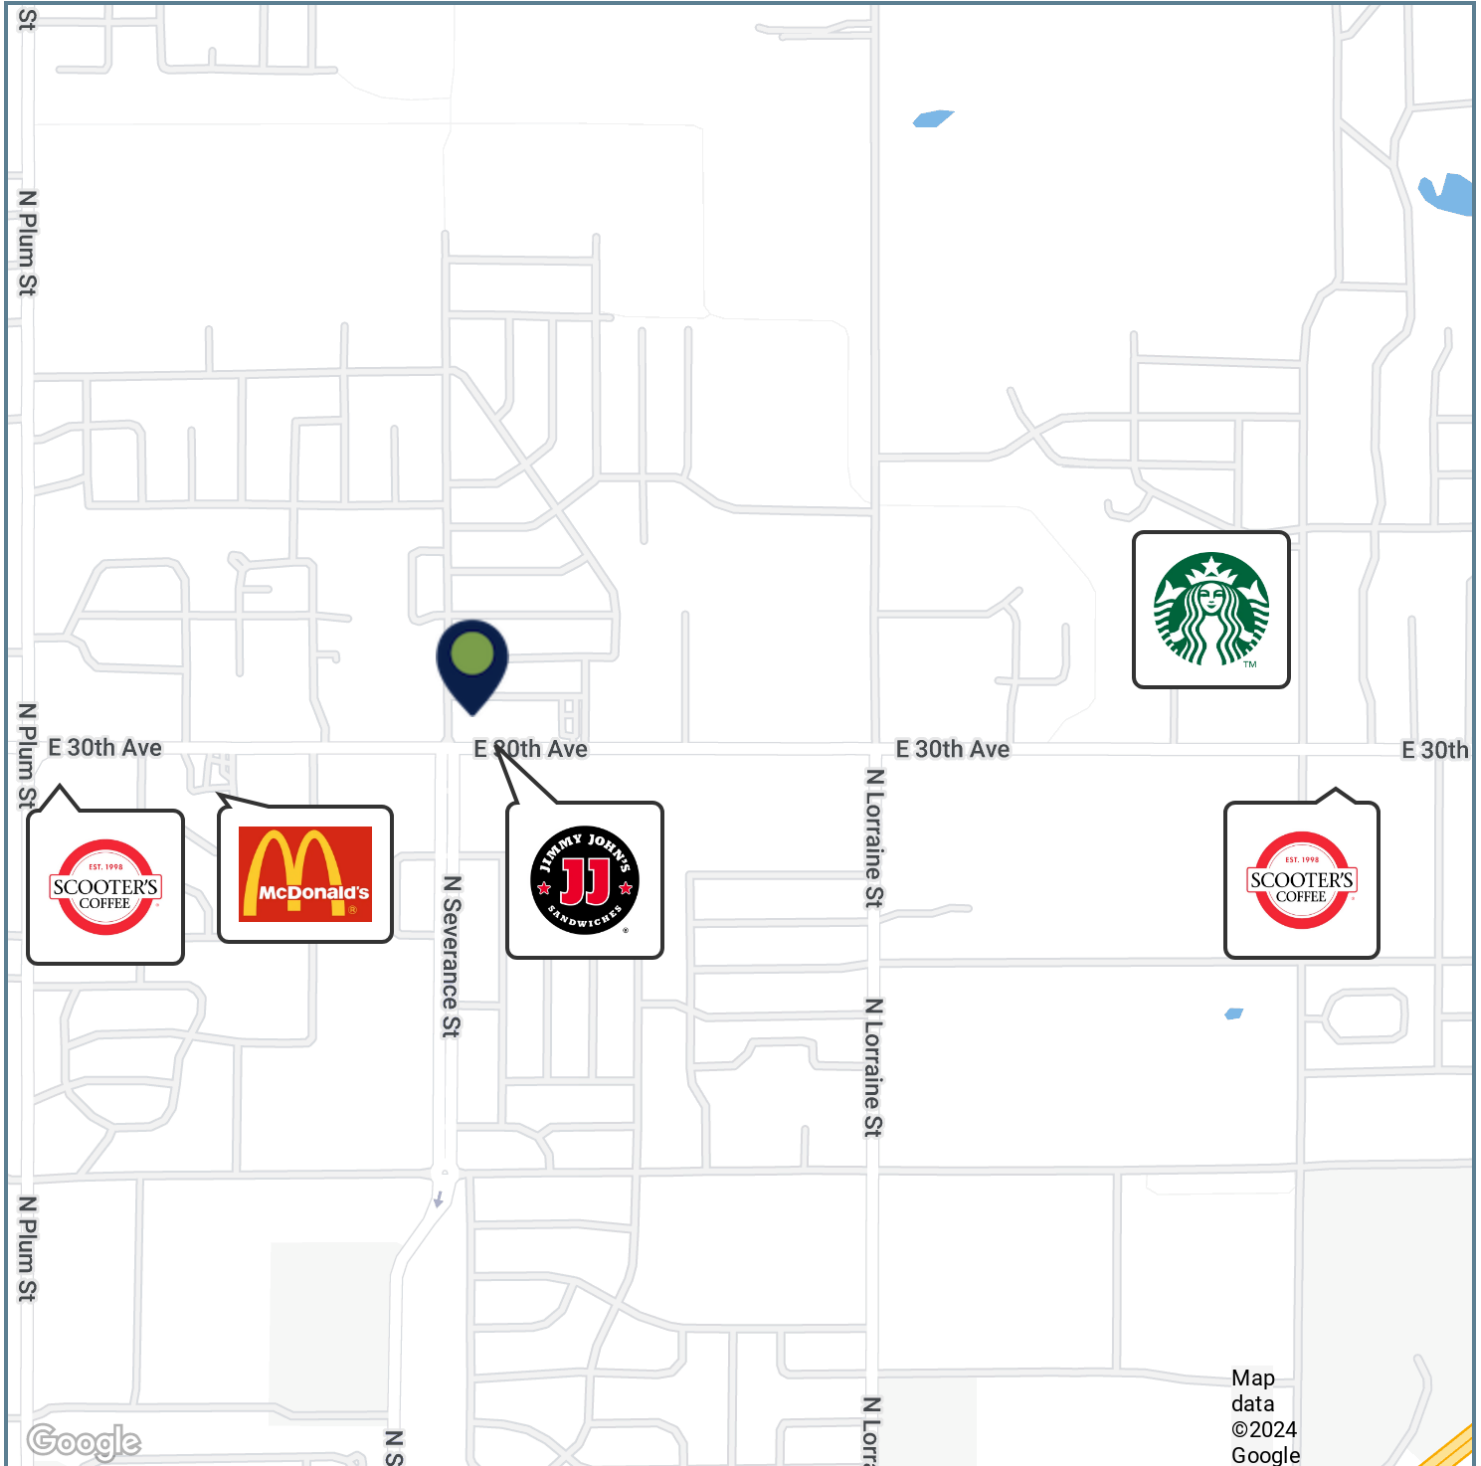 St
N Plum St
N Plum St
E 30th Ave
E 30th Ave
E 30th Ave
E 30th
TM
EST. 1998
SCOOTER'S
COFFEE
McDonald's
®
JIMMY JOHN'S
JJ
SANDWICHES
®
EST. 1998
SCOOTER'S
COFFEE
N Severance St
N Lorraine St
N Lorraine St
N Plum St
N S
N Lorra
Map
data
©2024
Google
Google